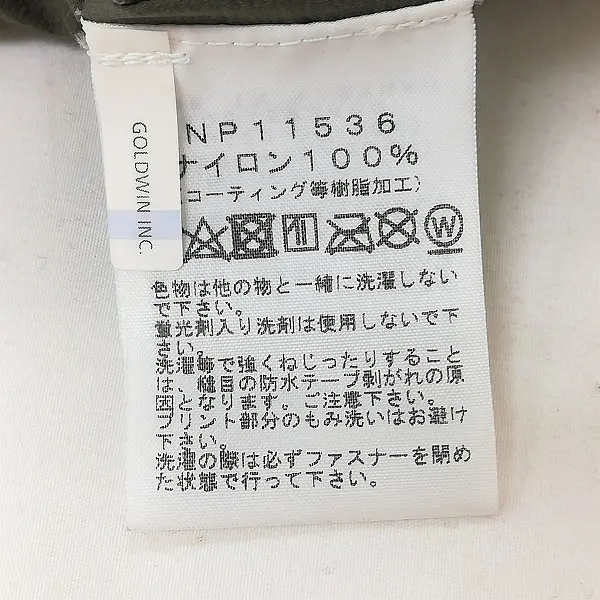 GOLDWIN INC.
NP11536
ナイロン100%
(コーティング等樹脂加工)
W
色物は他の物と一緒に洗濯しない
で下さい。
蛍光剤入り洗剤は使用しないで下
さい。
洗濯等で強くねじったりすること
は、縫目の防水テープ剥がれの原
因となります。ご注意下さい。
プリント部分のもみ洗いはお避け
下さい。
洗濯の際は必ずファスナーを閉め
た状態で行って下さい。